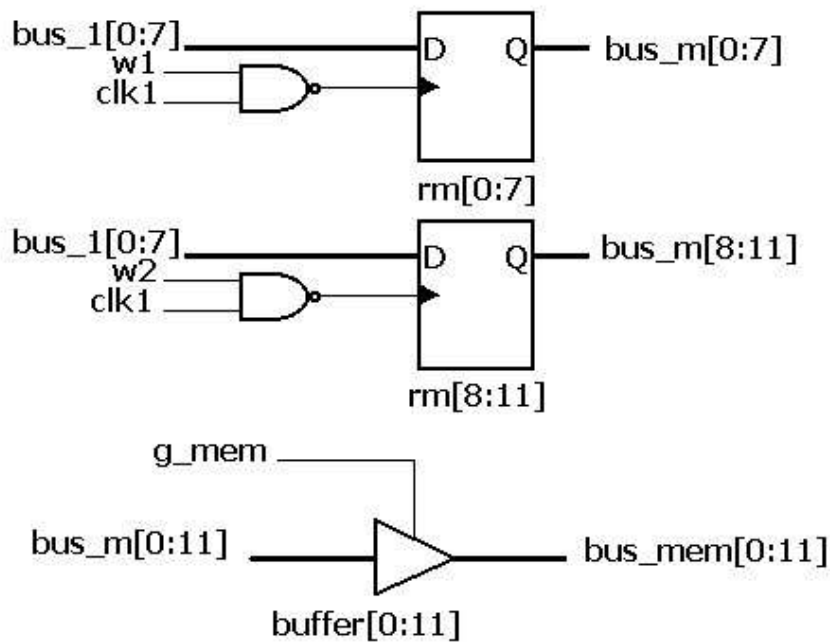 bus_1[0:7]
w1
clk1
D Q
bus_m[0:7]
rm[0:7]
bus_1[0:7]
w2
clk1
D Q
bus_m[8:11]
rm[8:11]
g_mem
bus_m[0:11]
bus_mem[0:11]
buffer[0:11]